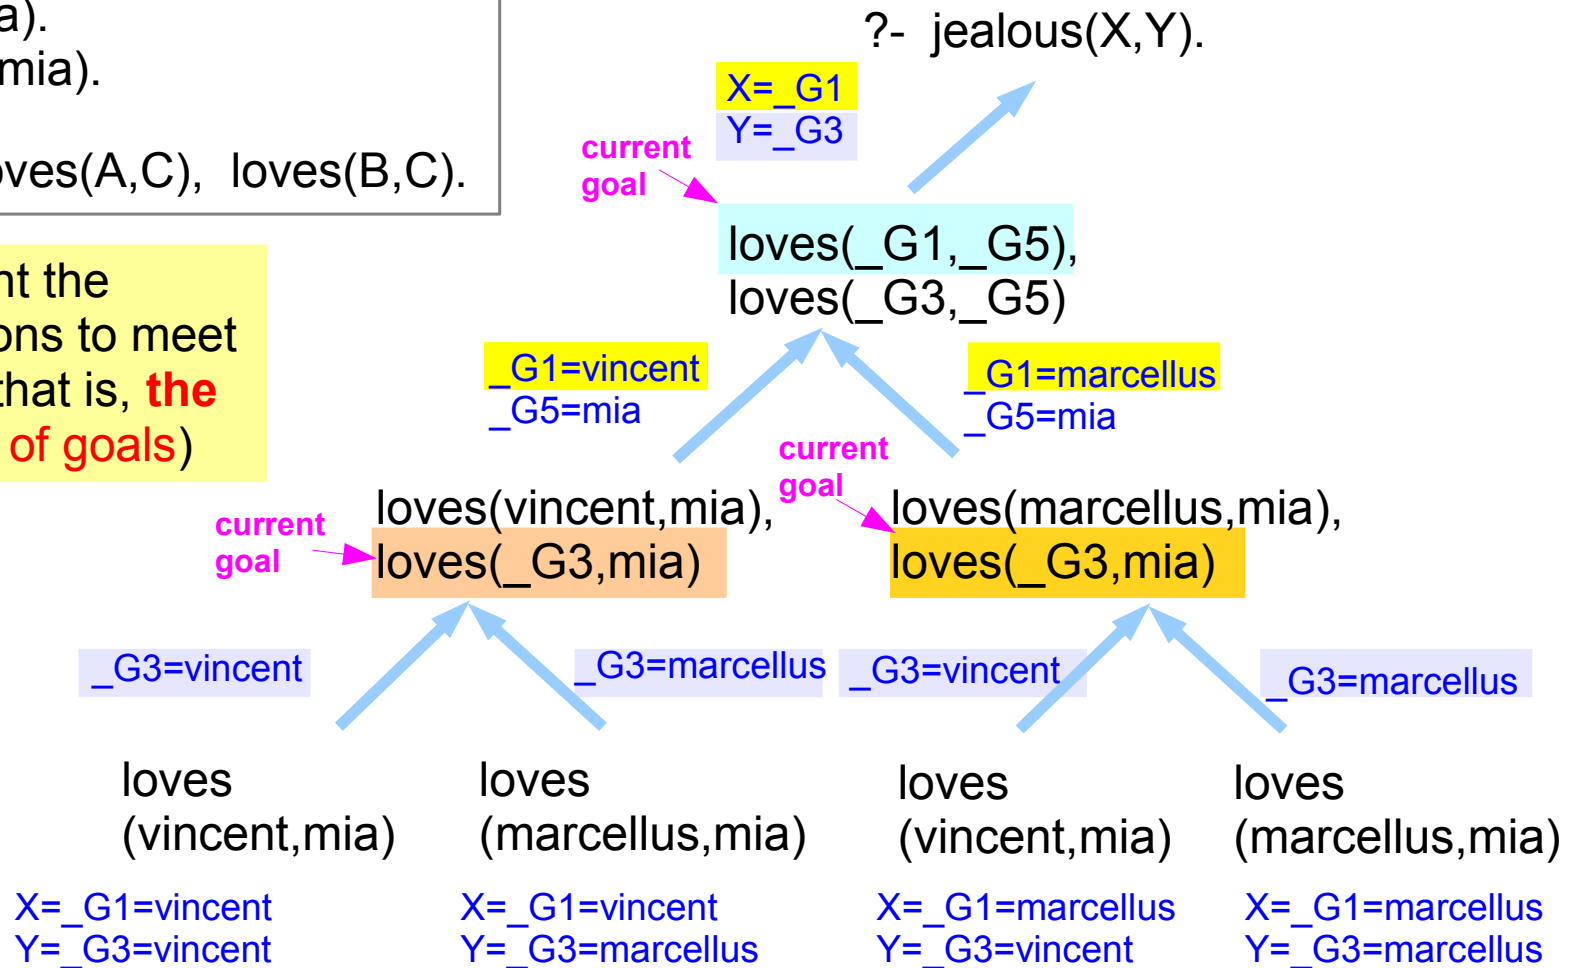 a).
mia).
oves(A,C), loves(B,C).
nt the
ons to meet
that is, the
of goals)
?- jealous(X,Y).
X=_G1
Y=_G3
current
goal
loves(_G1,_G5),
loves(_G3,_G5)
_G1=vincent
_G5=mia
_G1=marcellus
_G5=mia
current
goal
loves(vincent,mia),
loves(_G3,mia)
current
goal
loves(marcellus,mia),
loves(_G3,mia)
_G3=vincent
_G3=marcellus
_G3=vincent
_G3=marcellus
loves
(vincent,mia)
loves
(marcellus,mia)
loves
(vincent,mia)
loves
(marcellus,mia)
X=_G1=vincent
Y=_G3=vincent
X=_G1=vincent
Y=_G3=marcellus
X=_G1=marcellus
Y=_G3=vincent
X=_G1=marcellus
Y=_G3=marcellus